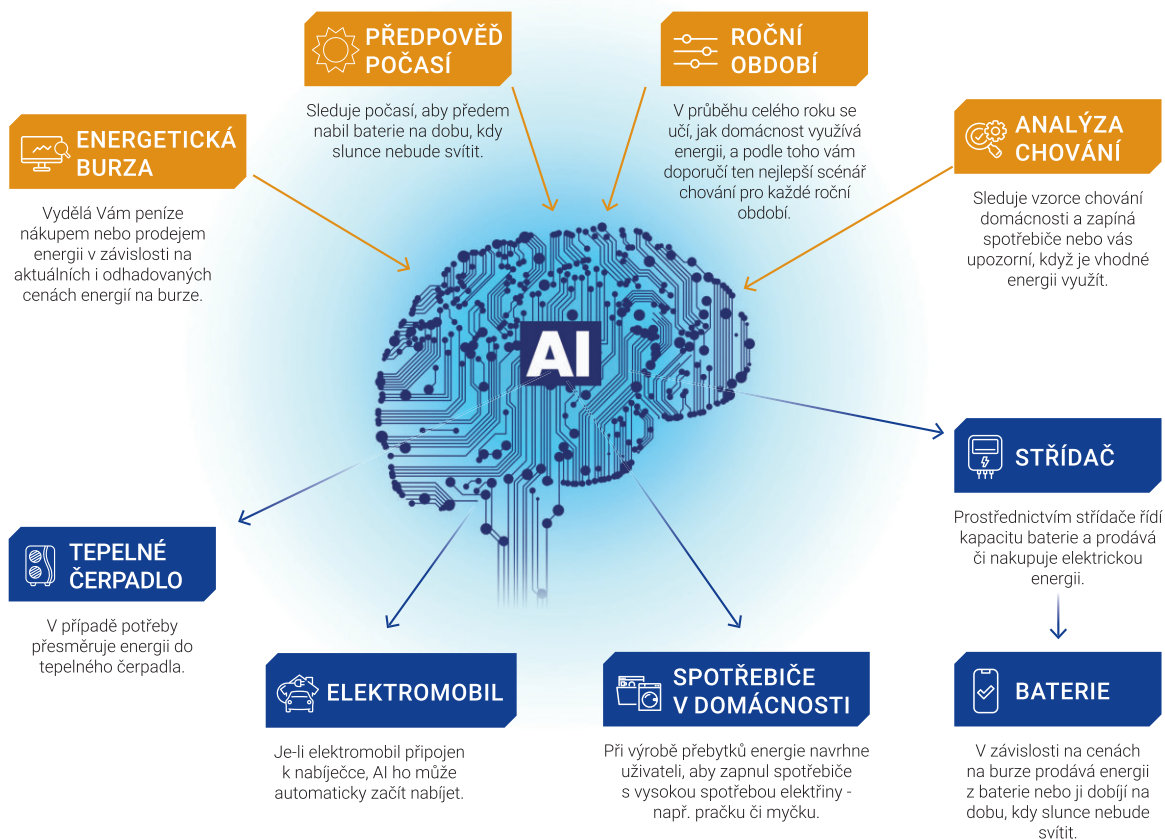 PŘEDPOVĚĎ
POČASÍ
Sleduje počasí, aby předem
nabil baterie na dobu, kdy
slunce nebude svítit.
ROČNÍ
OBDOBÍ
V průběhu celého roku se
učí, jak domácnost využívá
energii, a podle toho vám
doporučí ten nejlepší scénář
chování pro každé roční
období.
ENERGETICKÁ
BURZA
Vydělá Vám peníze
nákupem nebo prodejem
energii v závislosti na
aktuálních i odhadovaných
cenách energií na burze.
ANALÝZA
CHOVÁNÍ
Sleduje vzorce chování
domácnosti a zapíná
spotřebiče nebo vás
upozorní, když je vhodné
energii využít.
AI
STŘÍDAČ
Prostřednictvím střídače řídí
kapacitu baterie a prodává
či nakupuje elektrickou
energii.
TEPELNÉ
ČERPADLO
V případě potřeby
přesměruje energii do
tepelného čerpadla.
ELEKTROMOBIL
Je-li elektromobil připojen
k nabíječce, AI ho může
automaticky začít nabíjet.
SPOTŘEBIČE
V DOMÁCNOSTI
Při výrobě přebytků energie navrhne
uživateli, aby zapnul spotřebiče
s vysokou spotřebou elektřiny -
např. pračku či myčku.
BATERIE
V závislosti na cenách
na burze prodává energii
z baterie nebo ji dobíjí na
dobu, kdy slunce nebude
svítit.